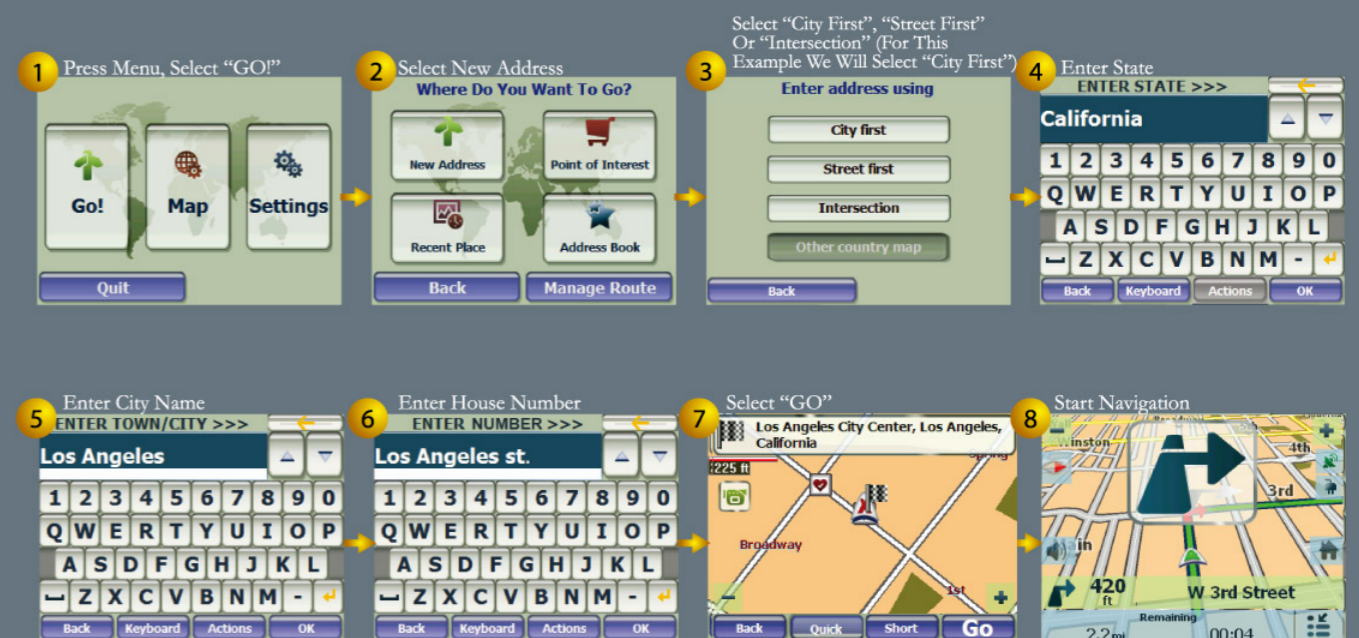 Select “City First”, “Street First”
Or “Intersection” (For This
Example We Will Select “City First”)
1 Press Menu, Select “GO!”
Go! Map Settings
Quit
2 Select New Address
Where Do You Want To Go?
New Address Point of Interest
Recent Place Address Book
Back Manage Route
3
Enter address using
City first
Street first
Intersection
Other country map
Back
4 Enter State
ENTER STATE >>>
California
1 2 3 4 5 6 7 8 9 0
Q W E R T Y U I O P
A S D F G H J K L
Z X C V B N M -
Back Keyboard Actions OK
5 Enter City Name
ENTER TOWN/CITY >>>
Los Angeles
1 2 3 4 5 6 7 8 9 0
Q W E R T Y U I O P
A S D F G H J K L
Z X C V B N M -
Back Keyboard Actions OK
6 Enter House Number
ENTER NUMBER >>>
Los Angeles st.
1 2 3 4 5 6 7 8 9 0
Q W E R T Y U I O P
A S D F G H J K L
Z X C V B N M -
Back Keyboard Actions OK
7 Select “GO”
Los Angeles City Center, Los Angeles,
California
Spring
225 ft
Broadway
1st
Back Quick Short Go
8 Start Navigation
Winston
4th
3rd
ain
420
ft
W 3rd Street
Remaining
2.2 mi 00:04